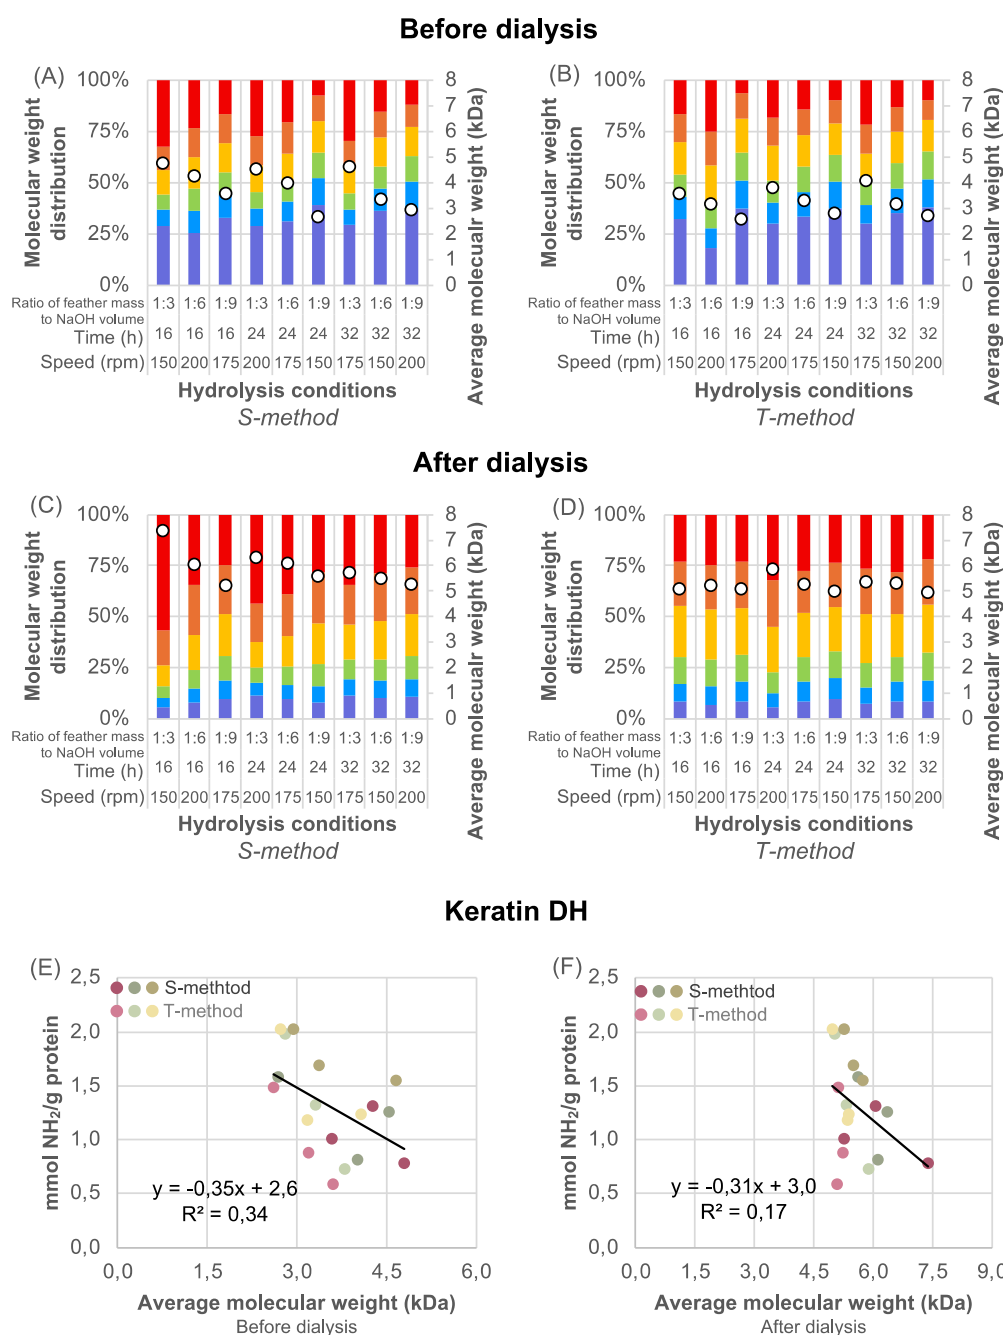 Before dialysis
(A)
100%
75%
50%
25%
0%
Molecular weight
distribution
8
7
6
5
4
3
2
1
0
Average molecualr weight (kDa)
Ratio of feather mass
to NaOH volume
1:3 1:6 1:9 1:3 1:6 1:9 1:3 1:6 1:9
Time (h) 16 16 16 24 24 24 32 32 32
Speed (rpm) 150 200 175 200 175 150 175 150 200
Hydrolysis conditions
S-method
(B)
100%
75%
50%
25%
0%
Molecular weight
distribution
8
7
6
5
4
3
2
1
0
Average molecualr weight (kDa)
Ratio of feather mass
to NaOH volume
1:3 1:6 1:9 1:3 1:6 1:9 1:3 1:6 1:9
Time (h) 16 16 16 24 24 24 32 32 32
Speed (rpm) 150 200 175 200 175 150 175 150 200
Hydrolysis conditions
T-method
After dialysis
(C)
100%
75%
50%
25%
0%
Molecular weight
distribution
8
7
6
5
4
3
2
1
0
Average molecualr weight (kDa)
Ratio of feather mass
to NaOH volume
1:3 1:6 1:9 1:3 1:6 1:9 1:3 1:6 1:9
Time (h) 16 16 16 24 24 24 32 32 32
Speed (rpm) 150 200 175 200 175 150 175 150 200
Hydrolysis conditions
S-method
(D)
100%
75%
50%
25%
0%
Molecular weight
distribution
8
7
6
5
4
3
2
1
0
Average molecualr weight (kDa)
Ratio of feather mass
to NaOH volume
1:3 1:6 1:9 1:3 1:6 1:9 1:3 1:6 1:9
Time (h) 16 16 16 24 24 24 32 32 32
Speed (rpm) 150 200 175 200 175 150 175 150 200
Hydrolysis conditions
T-method
Keratin DH
(E)
2,5
2,0
1,5
1,0
0,5
0,0
mmol NH₂/g protein
S-methtod
T-method
y = -0,35x + 2,6
R² = 0,34
0,0 1,5 3,0 4,5 6,0
Average molecular weight (kDa)
Before dialysis
(F)
2,5
2,0
1,5
1,0
0,5
0,0
mmol NH₂/g protein
S-methtod
T-method
y = -0,31x + 3,0
R² = 0,17
0,0 1,5 3,0 4,5 6,0 7,5 9,0
Average molecular weight (kDa)
After dialysis